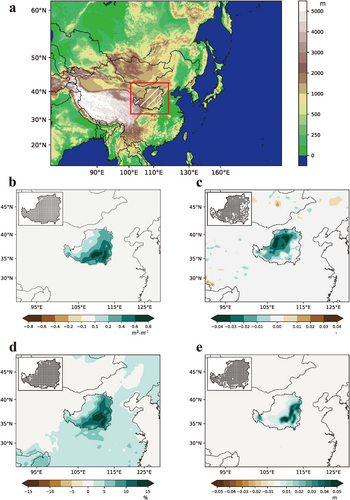 a
m
60°N
50°N
40°N
30°N
20°N
90°E 100°E 110°E 120°E 130°E
5000
4000
3000
2000
1000
500
250
120
0
b
c
45°N
40°N
35°N
30°N
45°N
40°N
35°N
30°N
95°E 105°E 115°E 125°E
95°E 105°E 115°E 125°E
−0.8 −0.6 −0.4 −0.2 −0.1 0.1 0.2 0.4 0.6 0.8
m²·m⁻²
−0.04 −0.03 −0.02 −0.01 0.00 0.01 0.02 0.03 0.04
d
e
45°N
40°N
35°N
30°N
45°N
40°N
35°N
30°N
95°E 105°E 115°E 125°E
95°E 105°E 115°E 125°E
−15 −10 −5 0 5 10 15
%
−0.05 −0.04 −0.03 −0.02 −0.01 0.01 0.02 0.03 0.04 0.05
m